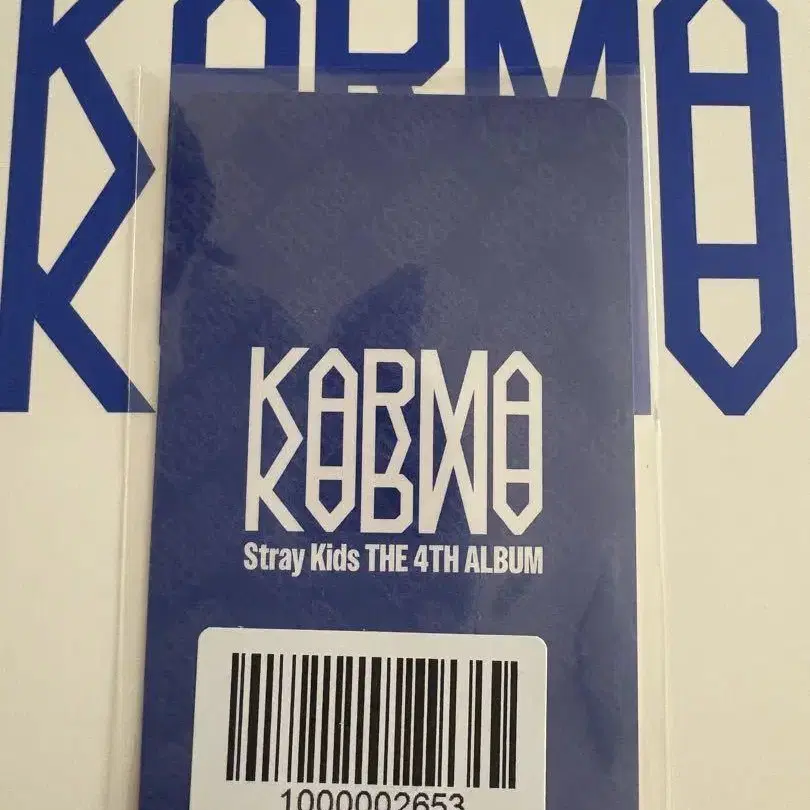 KARMA
KARMA
Stray Kids THE 4TH ALBUM
1000002653